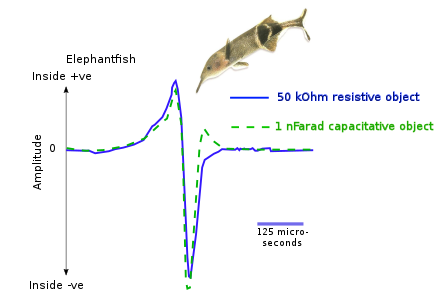 Elephantfish
Inside +ve
50 kOhm resistive object
1 nFarad capacitative object
Amplitude
0
125 micro-
seconds
Inside -ve